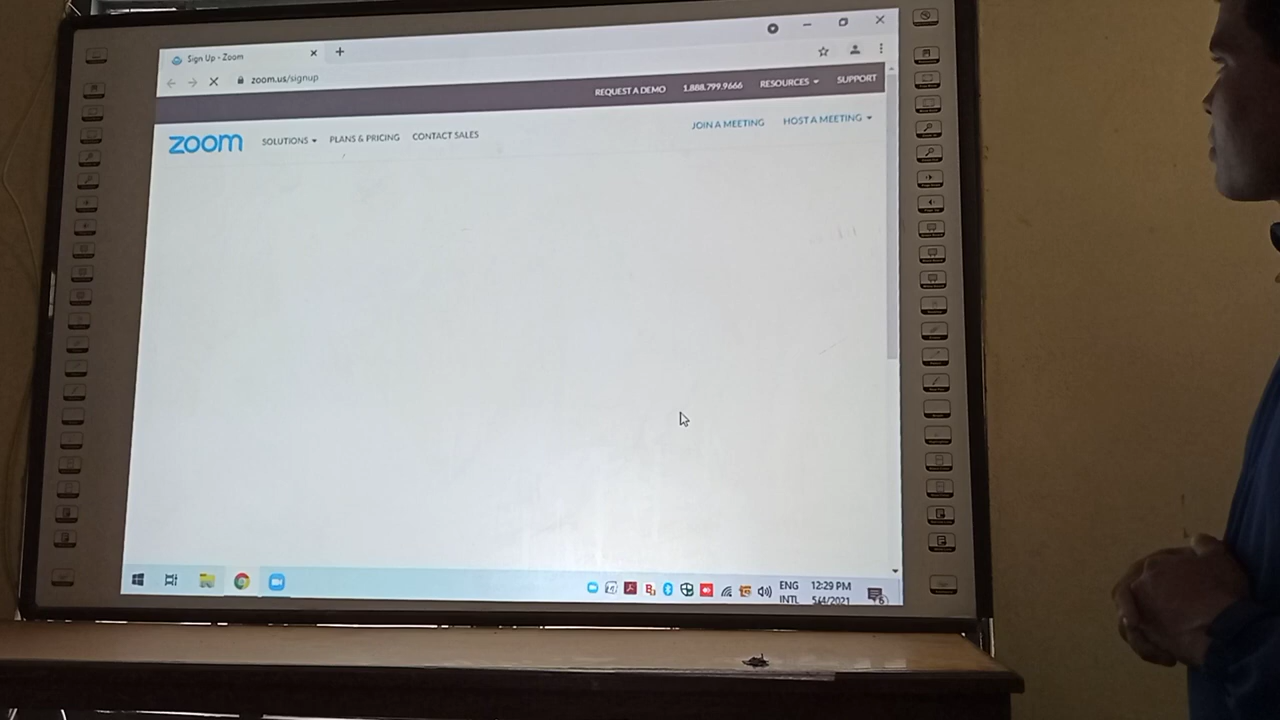 Sign Up - Zoom
zoom.us/signup
REQUEST A DEMO 1.888.799.9666 RESOURCES SUPPORT
zoom SOLUTIONS PLANS & PRICING CONTACT SALES JOIN A MEETING HOST A MEETING
ENG 12:29 PM
INTL 5/4/2021